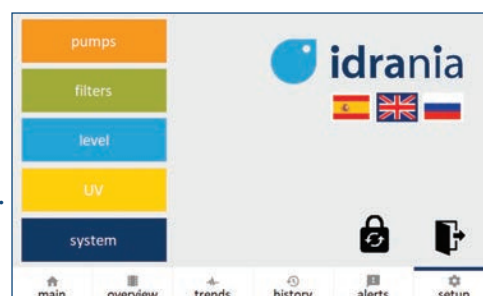 pumps
filters
level
UV
system
idrania
main overview trends history alerts setup